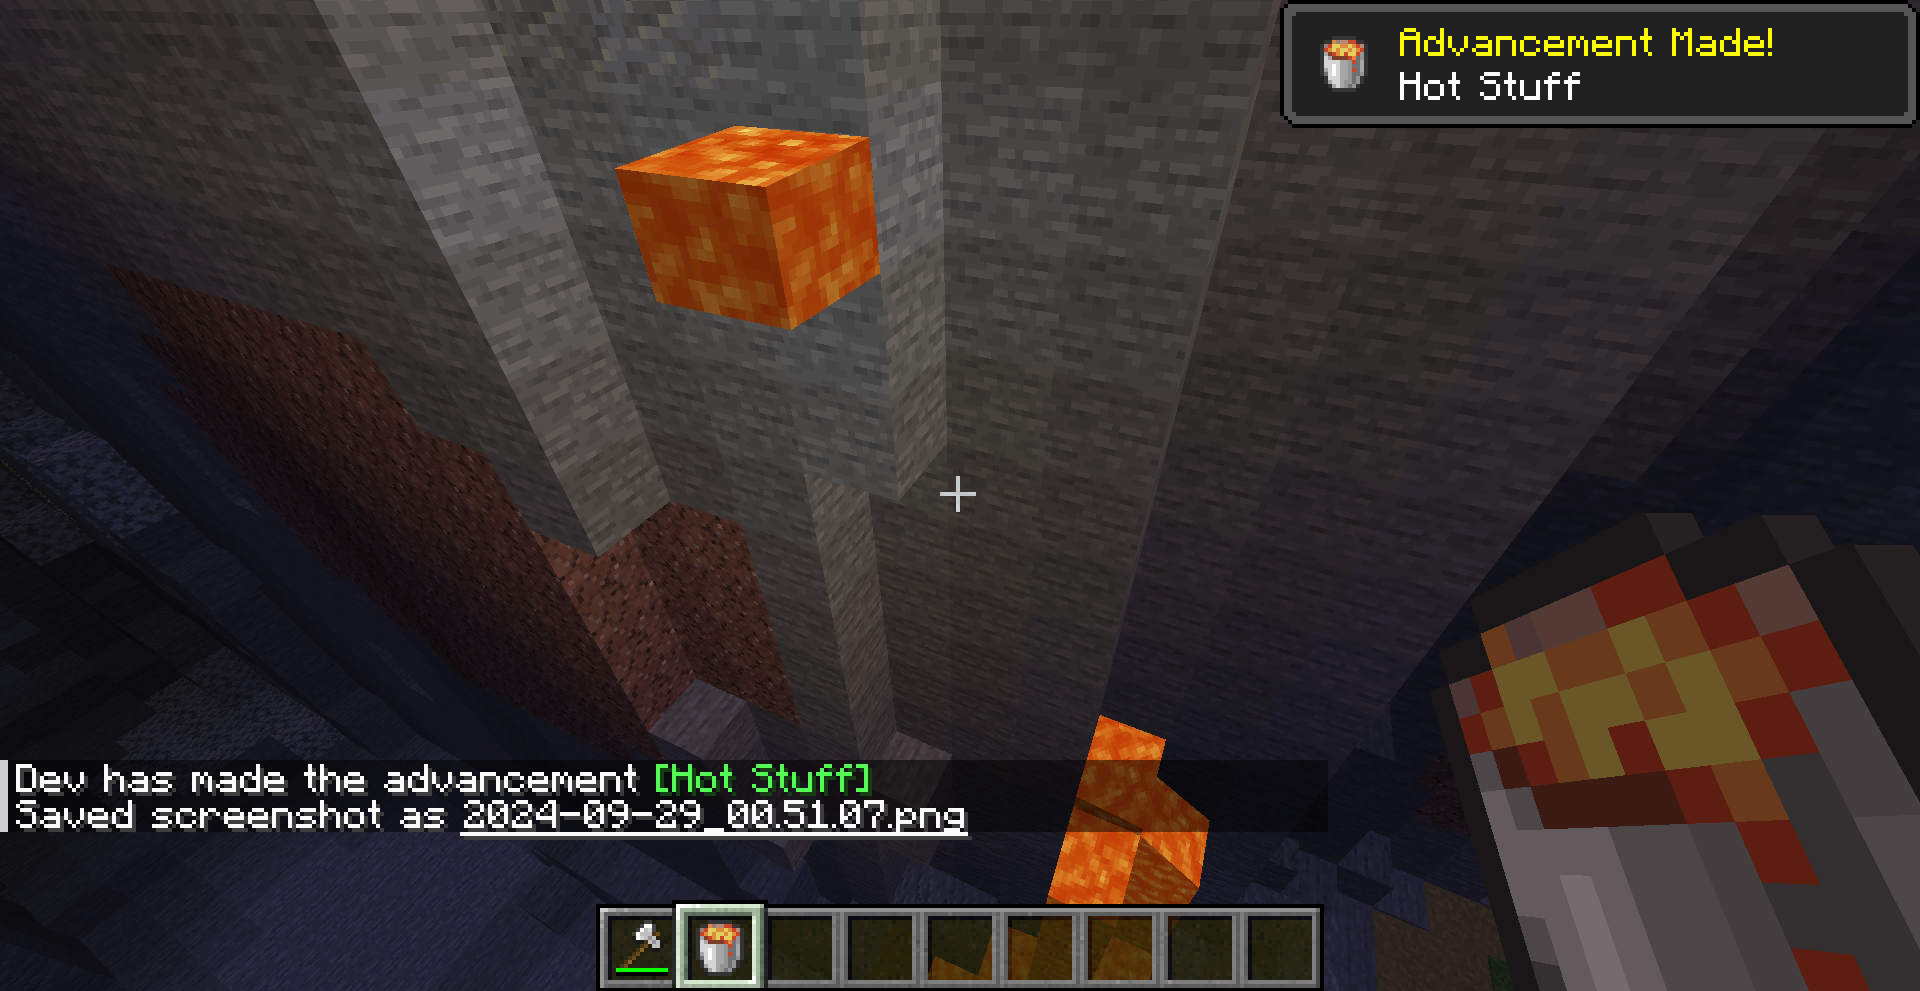 Advancement Made!
Hot Stuff
Dev has made the advancement [Hot Stuff]
Saved screenshot as 2024-09-29_00.51.07.png